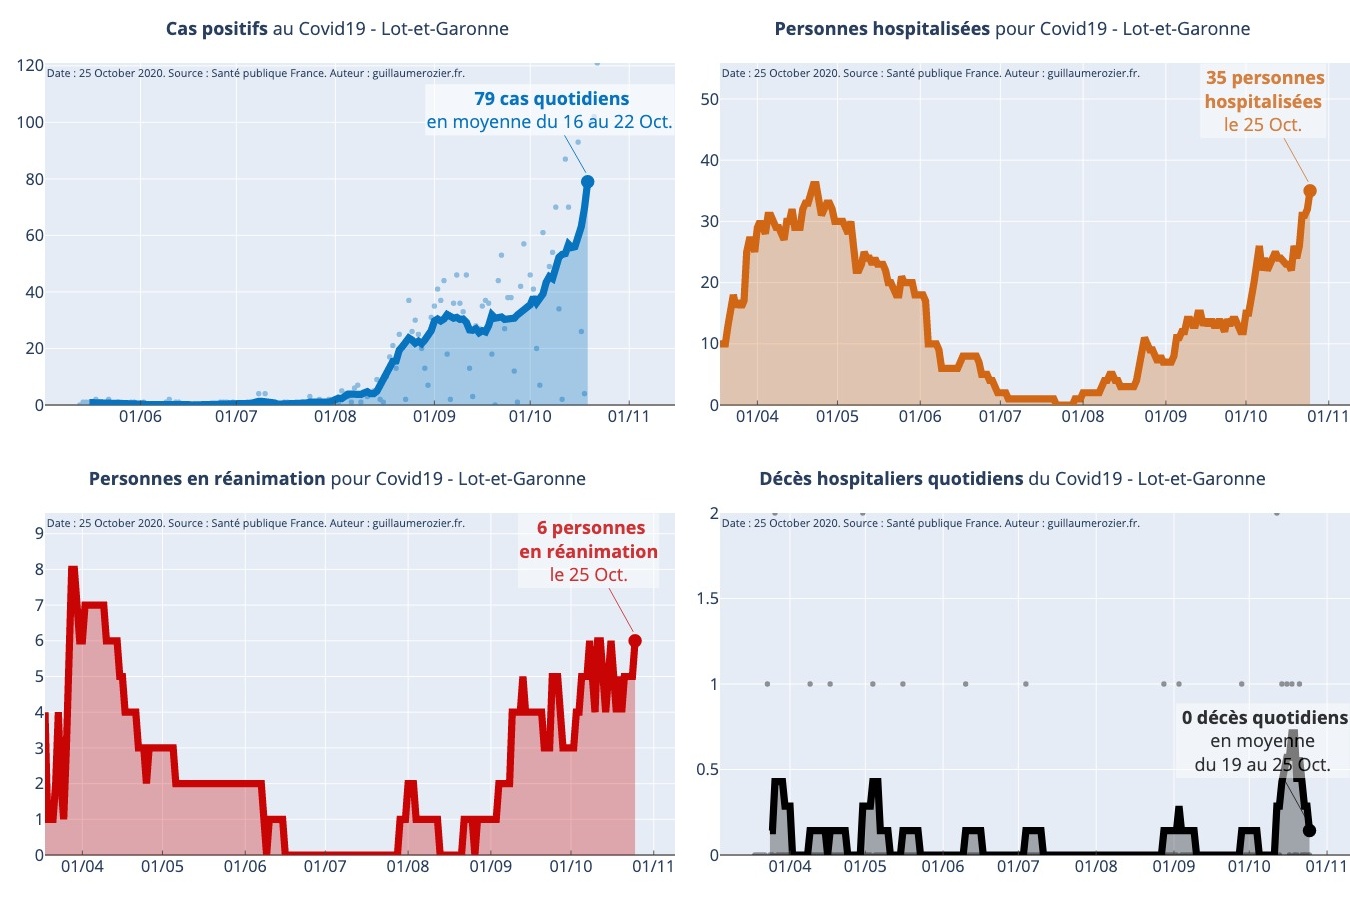 Cas positifs au Covid19 - Lot-et-Garonne
120
Date : 25 October 2020. Source : Santé publique France. Auteur : guillaumerozier.fr.
79 cas quotidiens
en moyenne du 16 au 22 Oct.
100
80
60
40
20
0
01/06 01/07 01/08 01/09 01/10 01/11
Personnes hospitalisées pour Covid19 - Lot-et-Garonne
Date : 25 October 2020. Source : Santé publique France. Auteur : guillaumerozier.fr.
35 personnes
hospitalisées
le 25 Oct.
50
40
30
20
10
0
01/04 01/05 01/06 01/07 01/08 01/09 01/10 01/11
Personnes en réanimation pour Covid19 - Lot-et-Garonne
Date : 25 October 2020. Source : Santé publique France. Auteur : guillaumerozier.fr.
6 personnes
en réanimation
le 25 Oct.
9
8
7
6
5
4
3
2
1
0
01/04 01/05 01/06 01/07 01/08 01/09 01/10 01/11
Décès hospitaliers quotidiens du Covid19 - Lot-et-Garonne
2
Date : 25 October 2020. Source : Santé publique France. Auteur : guillaumerozier.fr.
1.5
1
0 décès quotidiens
en moyenne
du 19 au 25 Oct.
0.5
0
01/04 01/05 01/06 01/07 01/08 01/09 01/10 01/11